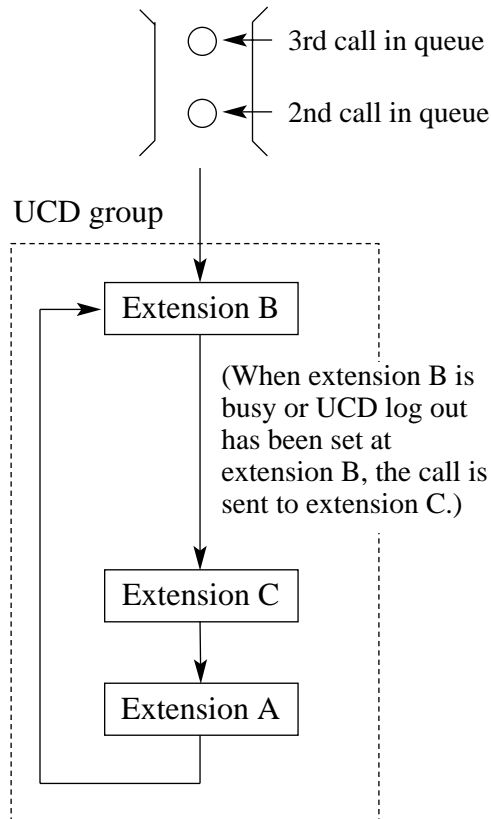 3rd call in queue
2nd call in queue
UCD group
Extension B
(When extension B is
busy or UCD log out
has been set at
extension B, the call is
sent to extension C.)
Extension C
Extension A